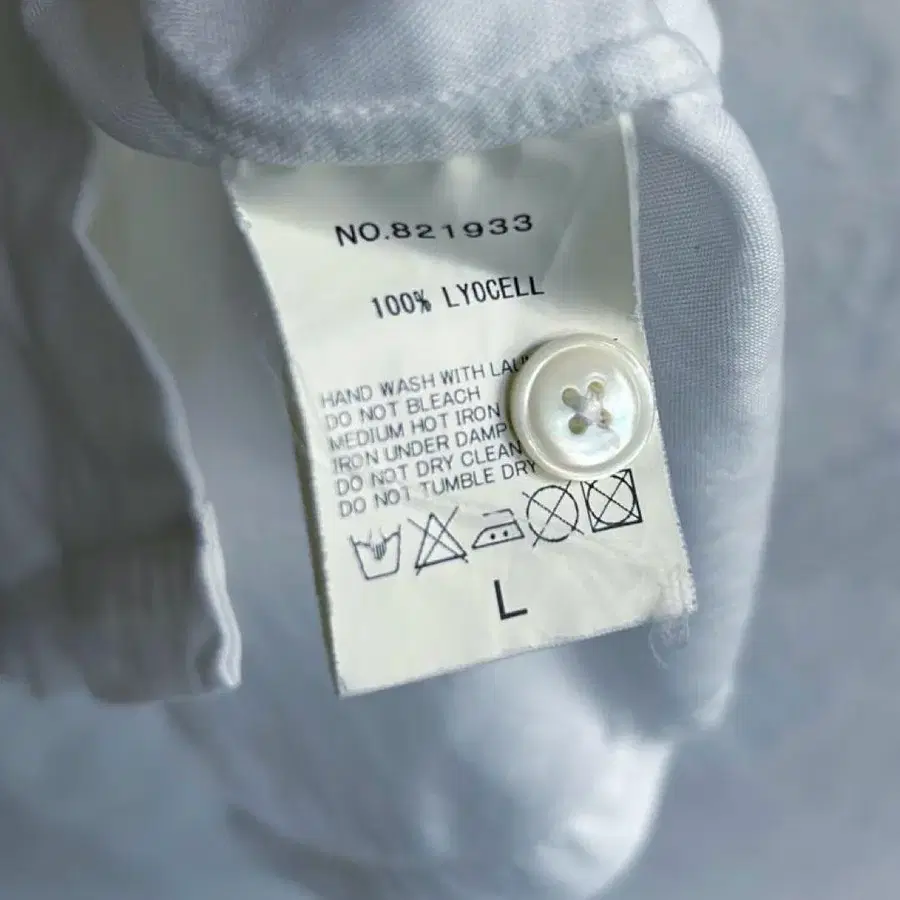 NO.821933
100% LYOCELL
HAND WASH WITH
DO NOT BLEACH
MEDIUM HOT IRON
IRON UNDER DAMP
DO NOT DRY CLEAN
DO NOT TUMBLE DRY
L